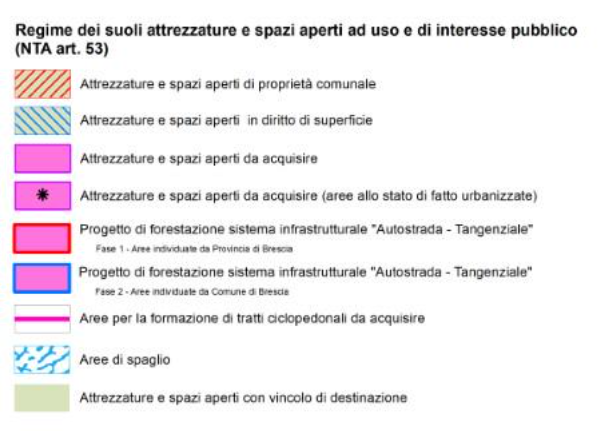 Regime dei suoli attrezzature e spazi aperti ad uso e di interesse pubblico
(NTA art. 53)
Attrezzature e spazi aperti di proprietà comunale
Attrezzature e spazi aperti in diritto di superficie
Attrezzature e spazi aperti da acquisire
Attrezzature e spazi aperti da acquisire (aree allo stato di fatto urbanizzate)
Progetto di forestazione sistema infrastrutturale "Autostrada - Tangenziale"
Fase 1 - Aree individuate da Provincia di Brescia
Progetto di forestazione sistema infrastrutturale "Autostrada - Tangenziale"
Fase 2 - Aree individuate da Comune di Brescia
Aree per la formazione di tratti ciclopedonali da acquisire
Aree di spaglio
Attrezzature e spazi aperti con vincolo di destinazione